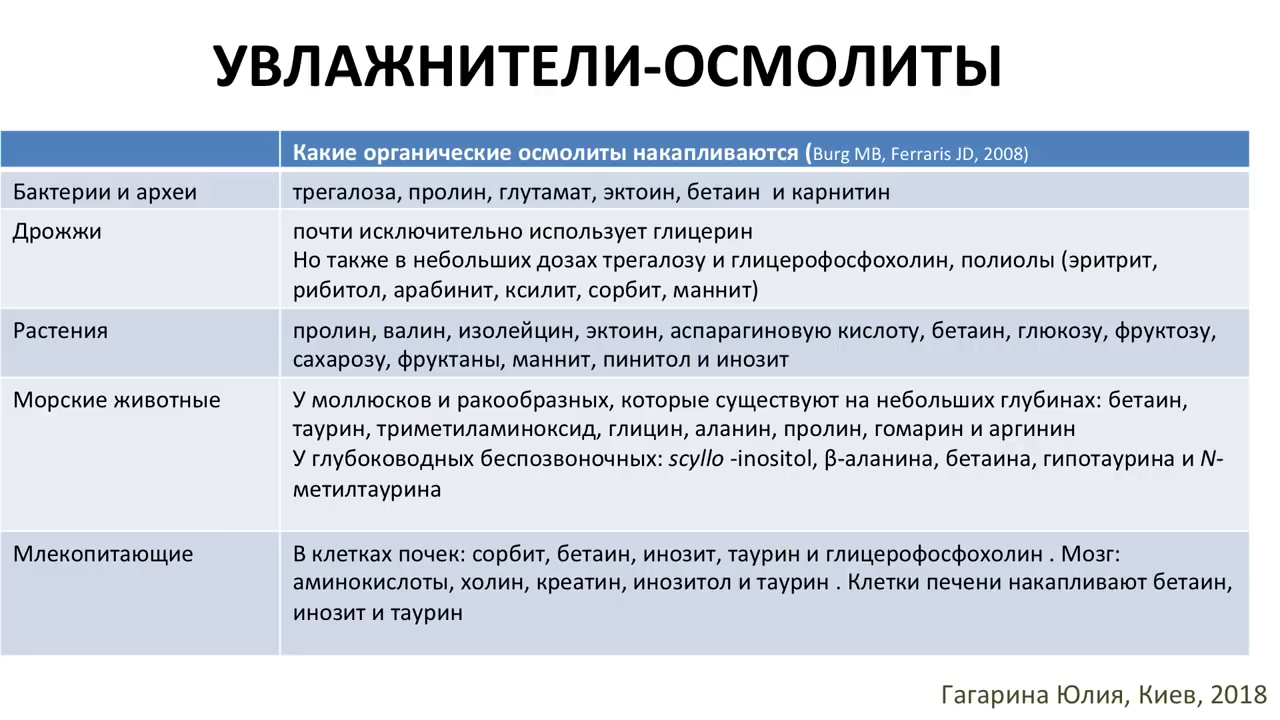 УВЛАЖНИТЕЛИ-ОСМОЛИТЫ
Какие органические осмолиты накапливаются (Burg MB, Ferraris JD, 2008)
Бактерии и археи
трегалоза, пролин, глутамат, эктоин, бетаин и карнитин
Дрожжи
почти исключительно использует глицерин
Но также в небольших дозах трегалозу и глицерофосфохолин, полиолы (эритрит,
рибитол, арабинит, ксилит, сорбит, маннит)
Растения
пролин, валин, изолейцин, эктоин, аспарагиновую кислоту, бетаин, глюкозу, фруктозу,
сахарозу, фруктаны, маннит, пинитол и инозит
Морские животные
У моллюсков и ракообразных, которые существуют на небольших глубинах: бетаин,
таурин, триметиламиноксид, глицин, аланин, пролин, гомарин и аргинин
У глубоководных беспозвоночных: scyllo -inositol, β-аланина, бетаина, гипотаурина и N-
метилтаурина
Млекопитающие
В клетках почек: сорбит, бетаин, инозит, таурин и глицерофосфохолин . Мозг:
аминокислоты, холин, креатин, инозитол и таурин . Клетки печени накапливают бетаин,
инозит и таурин
Гагарина Юлия, Киев, 2018